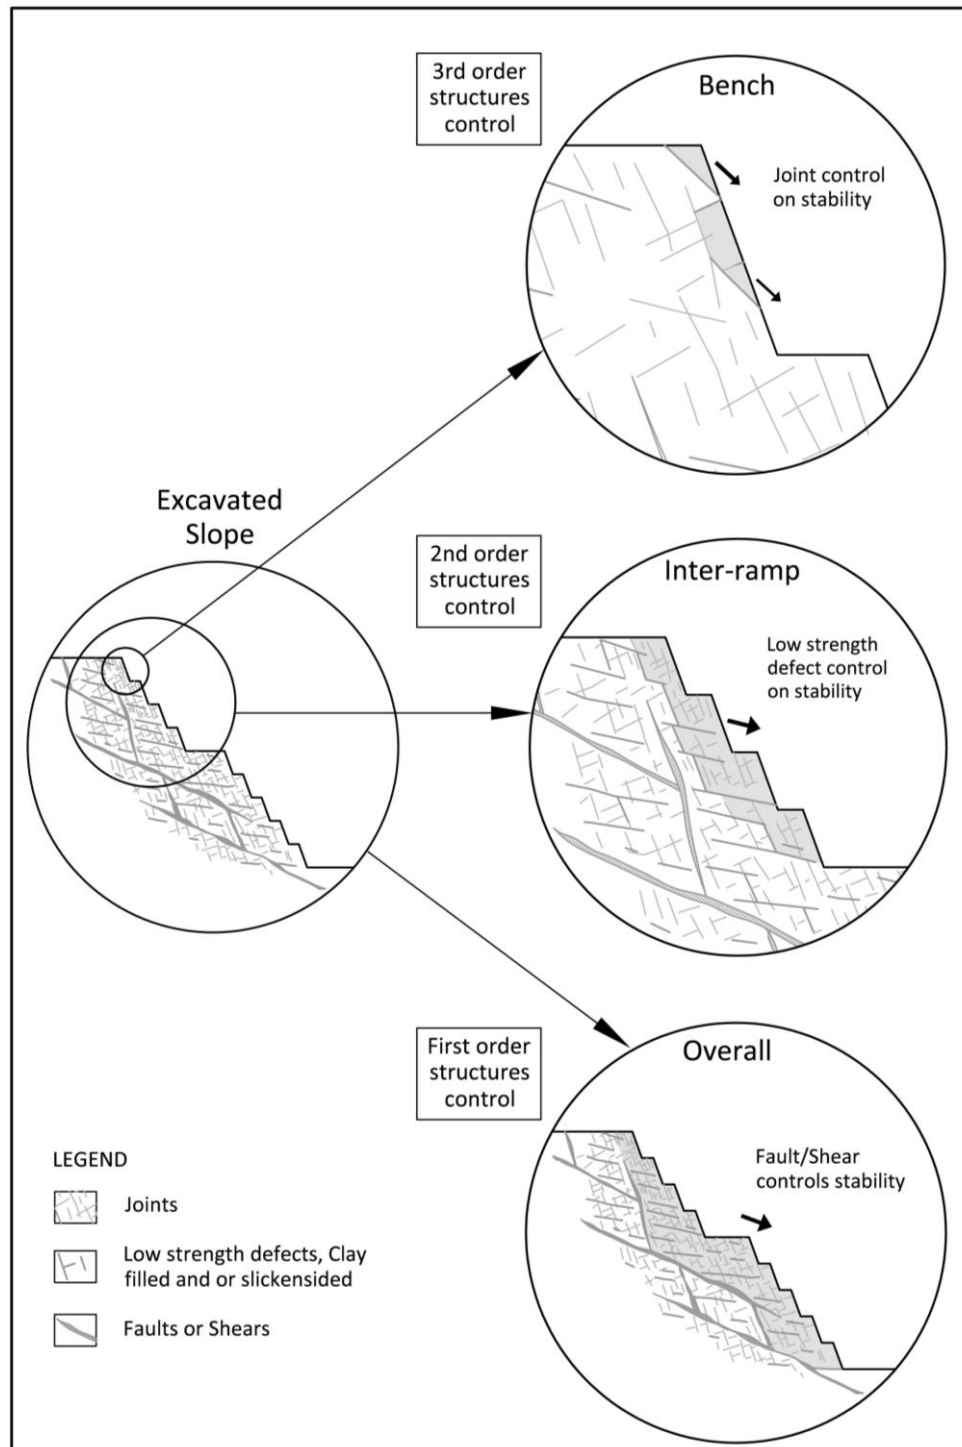 3rd order
structures
control
Bench
Joint control
on stability
Excavated
Slope
2nd order
structures
control
Inter-ramp
Low strength
defect control
on stability
First order
structures
control
Overall
Fault/Shear
controls stability
LEGEND
Joints
Low strength defects, Clay
filled and or slickensided
Faults or Shears